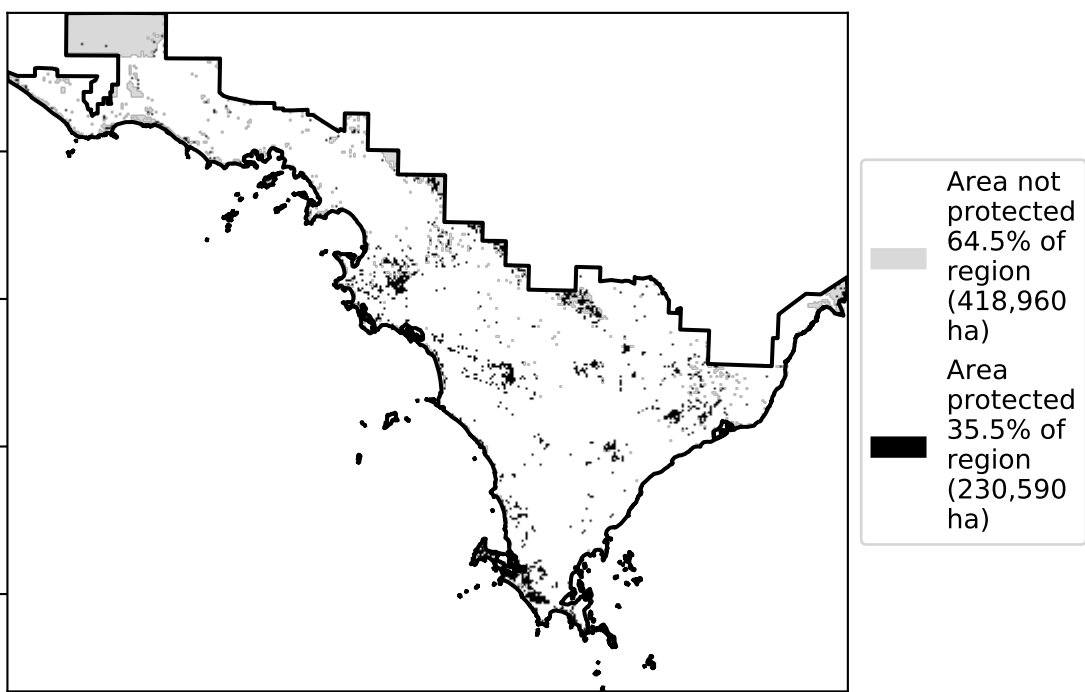 Area not
protected
64.5% of
region
(418,960
ha)
Area
protected
35.5% of
region
(230,590
ha)